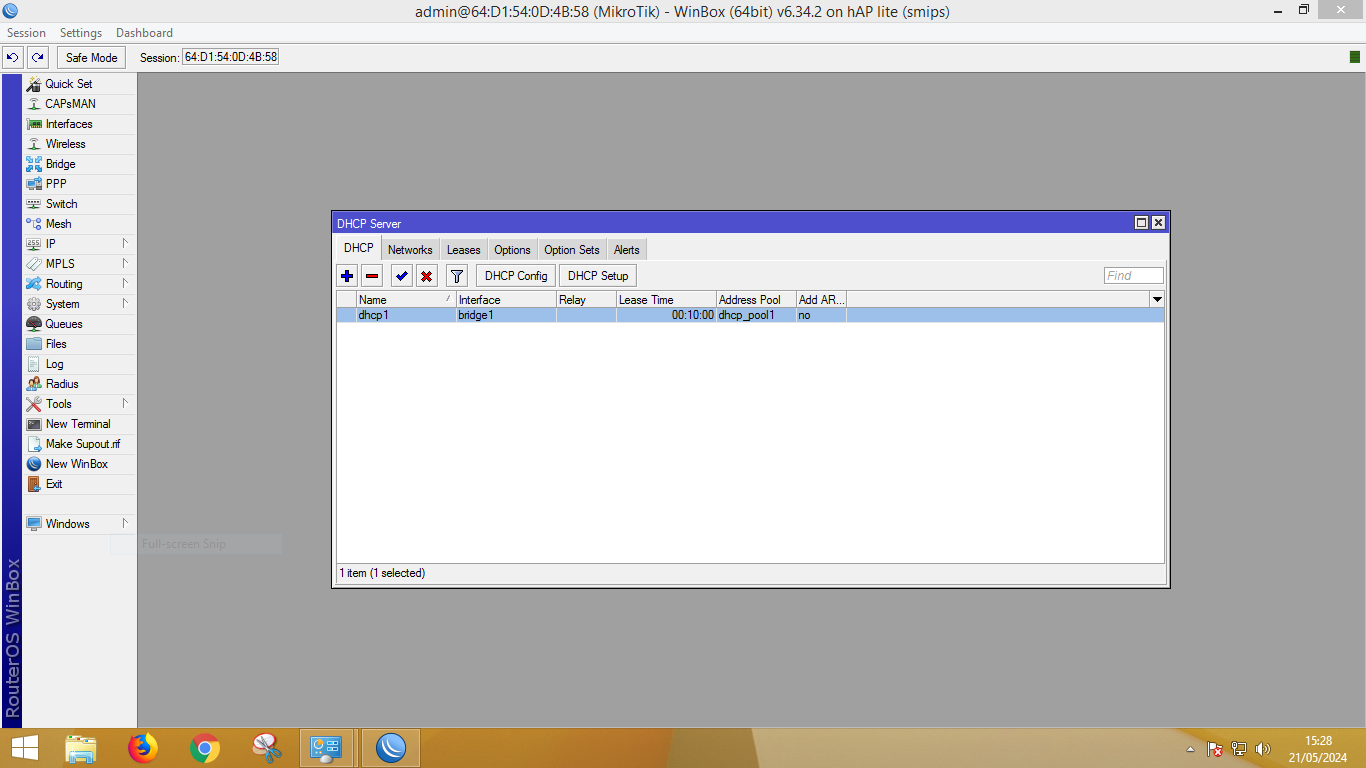 admin@64:D1:54:0D:4B:58 (MikroTik) - WinBox (64bit) v6.34.2 on hAP lite (smips)
Session Settings Dashboard
Safe Mode Session: 64:D1:54:0D:4B:58
Quick Set
CAPsMAN
Interfaces
Wireless
Bridge
PPP
Switch
Mesh
IP
MPLS
Routing
System
Queues
Files
Log
Radius
Tools
New Terminal
Make Supout.rif
New WinBox
Exit
Windows
RouterOS WinBox
Full-screen Snip
DHCP Server
DHCP Networks Leases Options Option Sets Alerts
DHCP Config DHCP Setup Find
Name / Interface Relay Lease Time Address Pool Add AR...
dhcp1 bridge1 00:10:00 dhcp_pool1 no
1 item (1 selected)
15:28
21/05/2024